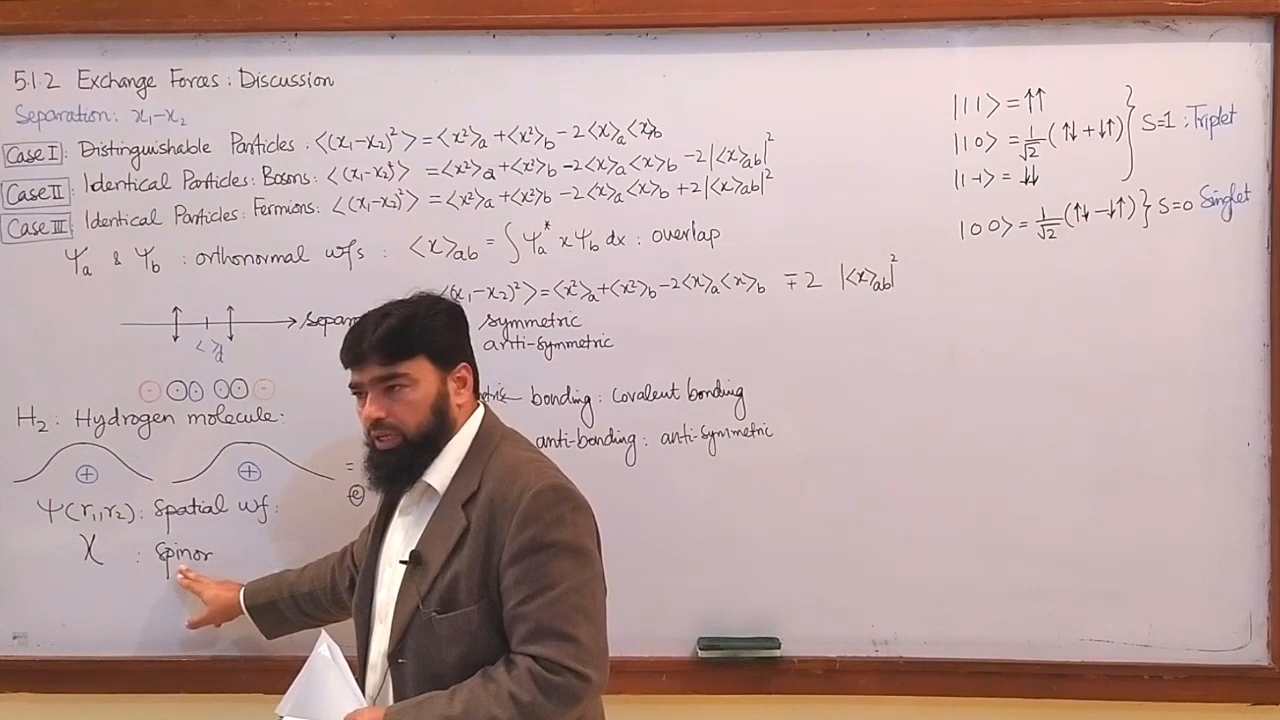 5.1.2 Exchange Forces : Discussion
Separation: x₁-x₂
Case I : Distinguishable Particles : ⟨(x₁-x₂)²⟩ = ⟨x²⟩a + ⟨x²⟩b - 2⟨x⟩a⟨x⟩b
Case II : Identical Particles: Bosons: ⟨(x₁-x₂)²⟩ = ⟨x²⟩a + ⟨x²⟩b - 2⟨x⟩a⟨x⟩b - 2|⟨x⟩ab|²
Case III : Identical Particles: Fermions: ⟨(x₁-x₂)²⟩ = ⟨x²⟩a + ⟨x²⟩b - 2⟨x⟩a⟨x⟩b + 2|⟨x⟩ab|²
Ψa & Ψb : orthonormal wfs : ⟨x⟩ab = ∫Ψa* x Ψb dx : overlap
(x₁-x₂)²⟩ = ⟨x²⟩a + ⟨x²⟩b - 2⟨x⟩a⟨x⟩b ∓ 2 |⟨x⟩ab|²
symmetric
anti-symmetric
⟨ ⟩d
- · · · · -
H₂ : Hydrogen molecule:
bonding : Covalent bonding
anti-bonding : anti-symmetric
+ + =
e
Ψ(r₁,r₂) : Spatial wf :
χ : Spinor
|1 1⟩ = ↑↑
|1 0⟩ = 1/√2 (↑↓ + ↓↑) } S=1 : Triplet
|1 -1⟩ = ↓↓
|0 0⟩ = 1/√2 (↑↓ - ↓↑) } S=0 Singlet